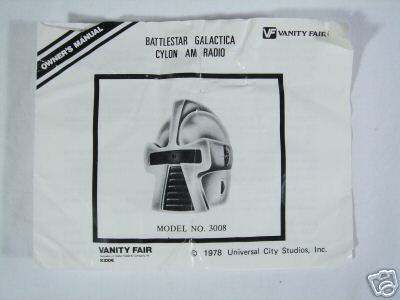 OWNER'S MANUAL
BATTLESTAR GALACTICA
CYLON AM RADIO
VF VANITY FAIR
MODEL NO. 3008
VANITY FAIR
KIDDE
© 1978 Universal City Studios, Inc.